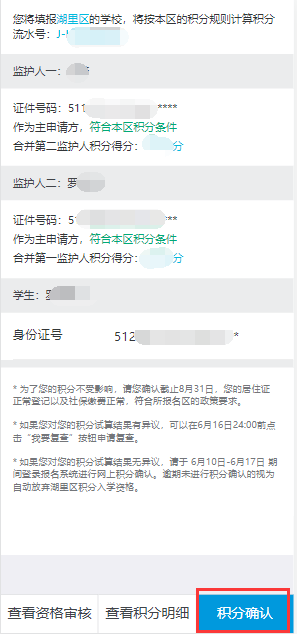 您将填报湖里区的学校，将按本区的积分规则计算积分
流水号：J-
监护人一：
证件号码：511****
作为主申请方，符合本区积分条件
合并第二监护人积分得分：分
监护人二：罗
证件号码：5***
作为主申请方，符合本区积分条件
合并第一监护人积分得分：分
学生：
身份证号 512*
* 为了您的积分不受影响，请您确认截止8月31日，您的居住证
正常登记以及社保缴费正常，符合所报名区的政策要求。
* 如果您对您的积分试算结果有异议，可以在6月16日24:00前点
击“我要复查”按钮申请复查。
* 如果您对您的积分试算结果无异议，请于 6月10日-6月17日 期
间登录报名系统进行网上积分确认。逾期未进行积分确认的视为
自动放弃湖里区积分入学资格。
查看资格审核 查看积分明细 积分确认